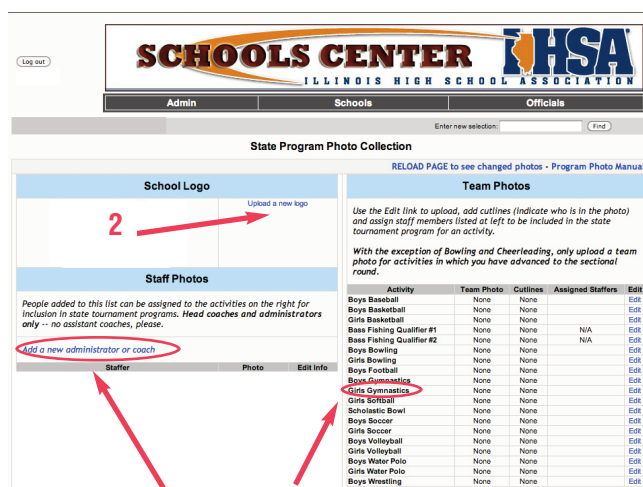 Log out
SCHOOLS CENTER IHSA
ILLINOIS HIGH SCHOOL ASSOCIATION
Admin Schools Officials
Enter new selection: Find
State Program Photo Collection
RELOAD PAGE to see changed photos - Program Photo Manual
School Logo
2
Upload a new logo
Staff Photos
People added to this list can be assigned to the activities on the right for
inclusion in state tournament programs. Head coaches and administrators
only -- no assistant coaches, please.
Add a new administrator or coach
Staffer Photo Edit Info
Team Photos
Use the Edit link to upload, add cutlines (indicate who is in the photo)
and assign staff members listed at left to be included in the state
tournament program for an activity.
With the exception of Bowling and Cheerleading, only upload a team
photo for activities in which you have advanced to the sectional
round.
Activity Team Photo Cutlines Assigned Staffers Edit
Boys Baseball None None Edit
Boys Basketball None None Edit
Girls Basketball None None Edit
Bass Fishing Qualifier #1 None None N/A Edit
Bass Fishing Qualifier #2 None None N/A Edit
Boys Bowling None None Edit
Girls Bowling None None Edit
Boys Football None None Edit
Boys Gymnastics None None Edit
Girls Gymnastics None None Edit
Girls Softball None None Edit
Scholastic Bowl None None Edit
Boys Soccer None None Edit
Girls Soccer None None Edit
Boys Volleyball None None Edit
Girls Volleyball None None Edit
Boys Water Polo None None Edit
Girls Water Polo None None Edit
Boys Wrestling None None Edit